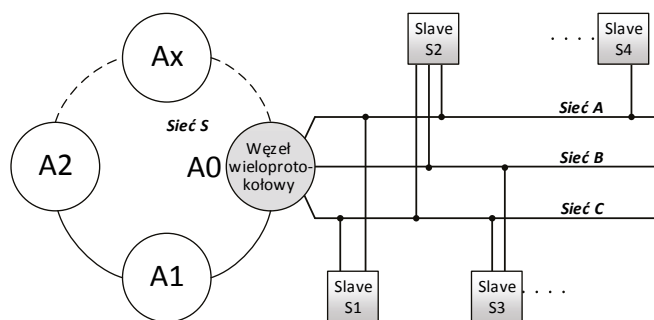 Ax
Slave
S2
. . . .
Slave
S4
Sieć S
Sieć A
A2
A0
Węzeł
wieloproto-
kołowy
Sieć B
Sieć C
A1
Slave
S1
Slave
S3
. . . .